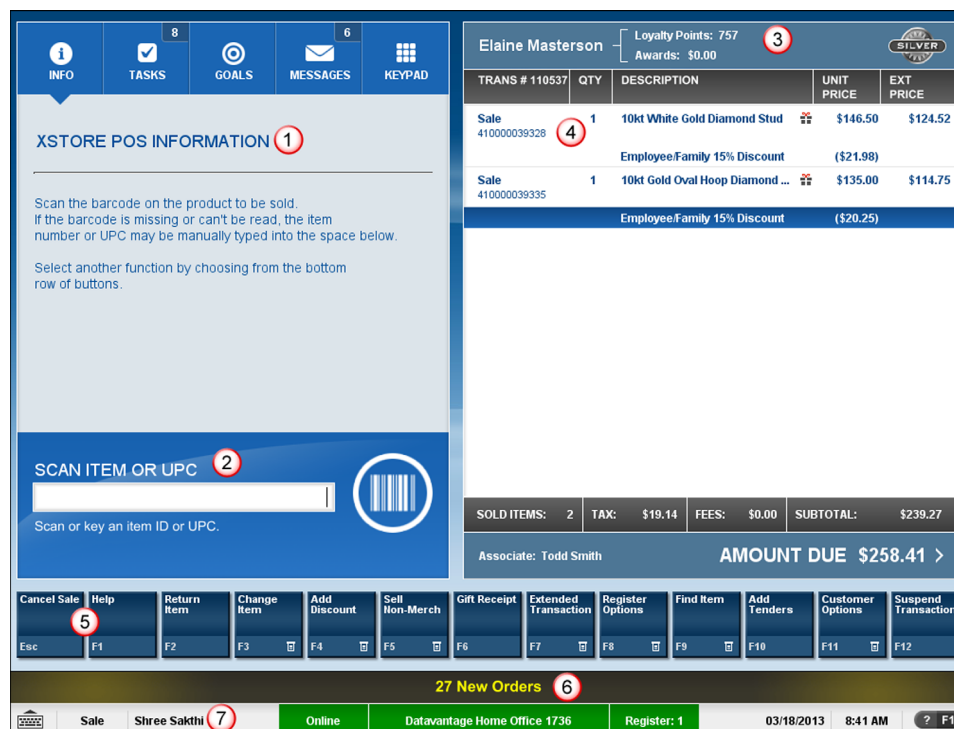 8
6
INFO
TASKS
GOALS
MESSAGES
KEYPAD
XSTORE POS INFORMATION 1
Scan the barcode on the product to be sold.
If the barcode is missing or can't be read, the item
number or UPC may be manually typed into the space below.
Select another function by choosing from the bottom
row of buttons.
SCAN ITEM OR UPC 2
Scan or key an item ID or UPC.
Elaine Masterson
Loyalty Points: 757
Awards: $0.00
3
SILVER
TRANS # 110537 QTY DESCRIPTION UNIT PRICE EXT PRICE
Sale 1 10kt White Gold Diamond Stud $146.50 $124.52
410000039328 4
Employee/Family 15% Discount ($21.98)
Sale 1 10kt Gold Oval Hoop Diamond ... $135.00 $114.75
410000039335
Employee/Family 15% Discount ($20.25)
SOLD ITEMS: 2 TAX: $19.14 FEES: $0.00 SUBTOTAL: $239.27
Associate: Todd Smith AMOUNT DUE $258.41 >
Cancel Sale Esc
5
Help F1
Return Item F2
Change Item F3
Add Discount F4
Sell Non-Merch F5
Gift Receipt F6
Extended Transaction F7
Register Options F8
Find Item F9
Add Tenders F10
Customer Options F11
Suspend Transaction F12
27 New Orders 6
Sale Shree Sakthi 7 Online Datavantage Home Office 1736 Register: 1 03/18/2013 8:41 AM ? F1